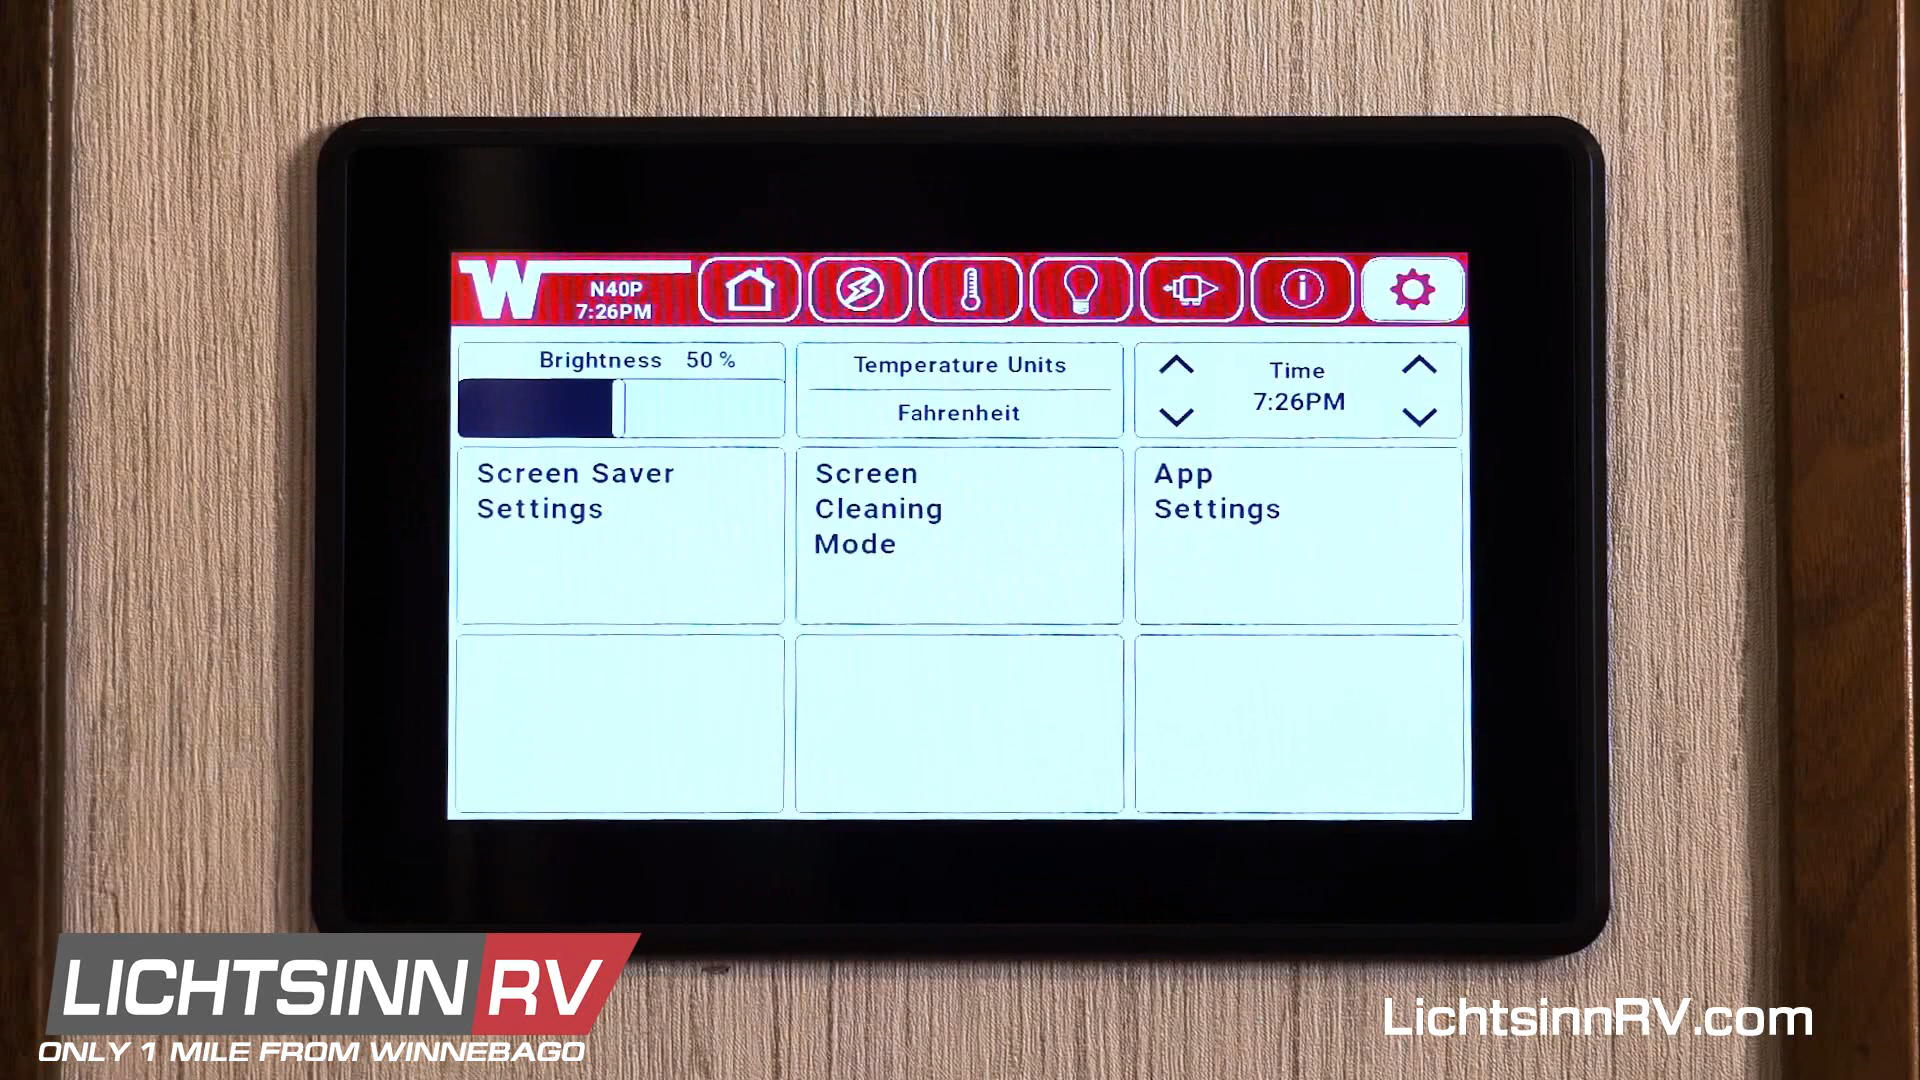 W
N40P
7:26PM
Brightness 50 %
Temperature Units
Fahrenheit
Time
7:26PM
Screen Saver
Settings
Screen
Cleaning
Mode
App
Settings
LICHTSINN RV
ONLY 1 MILE FROM WINNEBAGO
LichtsinnRV.com